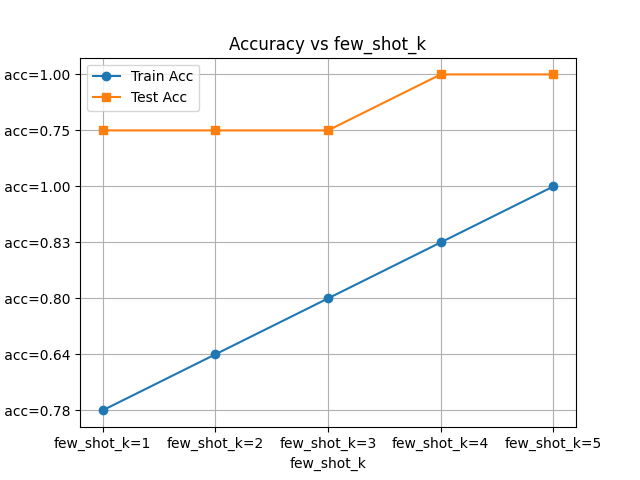 Accuracy vs few_shot_k
Train Acc
Test Acc
acc=1.00
acc=0.75
acc=1.00
acc=0.83
acc=0.80
acc=0.64
acc=0.78
few_shot_k=1 few_shot_k=2 few_shot_k=3 few_shot_k=4 few_shot_k=5
few_shot_k